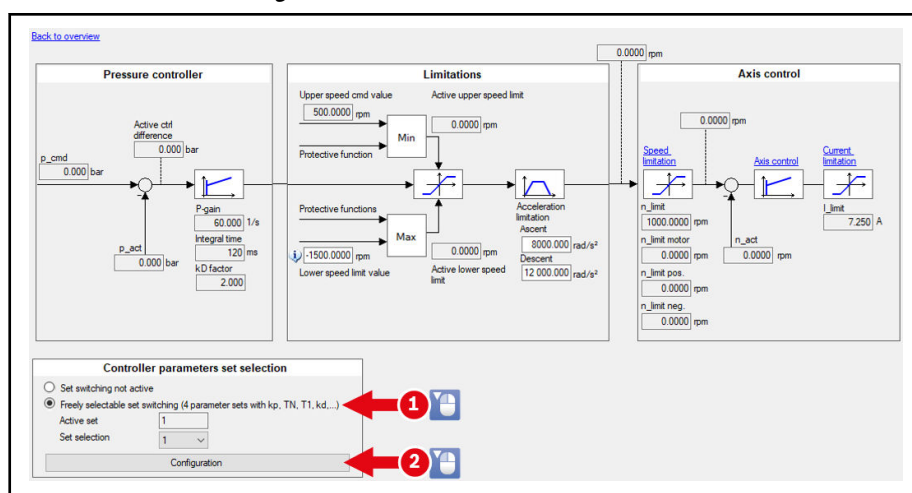 Back to overview
0.0000 rpm
Pressure controller
Limitations
Axis control
Upper speed cmd value
Active upper speed limit
500.0000 rpm
0.0000 rpm
Min
Protective function
Active ctrl
difference
0.000 bar
p_cmd
0.000 bar
P-gain
60.000 1/s
Integral time
120 ms
kD factor
2.000
p_act
0.000 bar
Protective functions
Max
-1500.0000 rpm
Lower speed limit value
0.0000 rpm
Active lower speed
limit
Acceleration
limitation
Ascent
8000.000 rad/s²
Descent
12 000.000 rad/s²
0.0000 rpm
Speed
limitation
Axis control
Current
limitation
n_limit
1000.0000 rpm
n_limit motor
0.0000 rpm
n_limit pos.
0.0000 rpm
n_limit neg.
0.0000 rpm
n_act
0.0000 rpm
I_limit
7.250 A
Controller parameters set selection
Set switching not active
Freely selectable set switching (4 parameter sets with kp, TN, T1, kd,...)
1
Active set
1
Set selection
1
Configuration
2